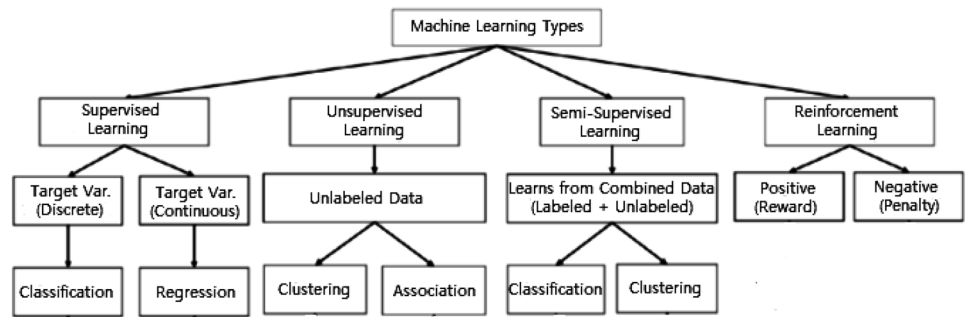 Machine Learning Types
Supervised
Learning
Unsupervised
Learning
Semi-Supervised
Learning
Reinforcement
Learning
Target Var.
(Discrete)
Target Var.
(Continuous)
Unlabeled Data
Learns from Combined Data
(Labeled + Unlabeled)
Positive
(Reward)
Negative
(Penalty)
Classification
Regression
Clustering
Association
Classification
Clustering